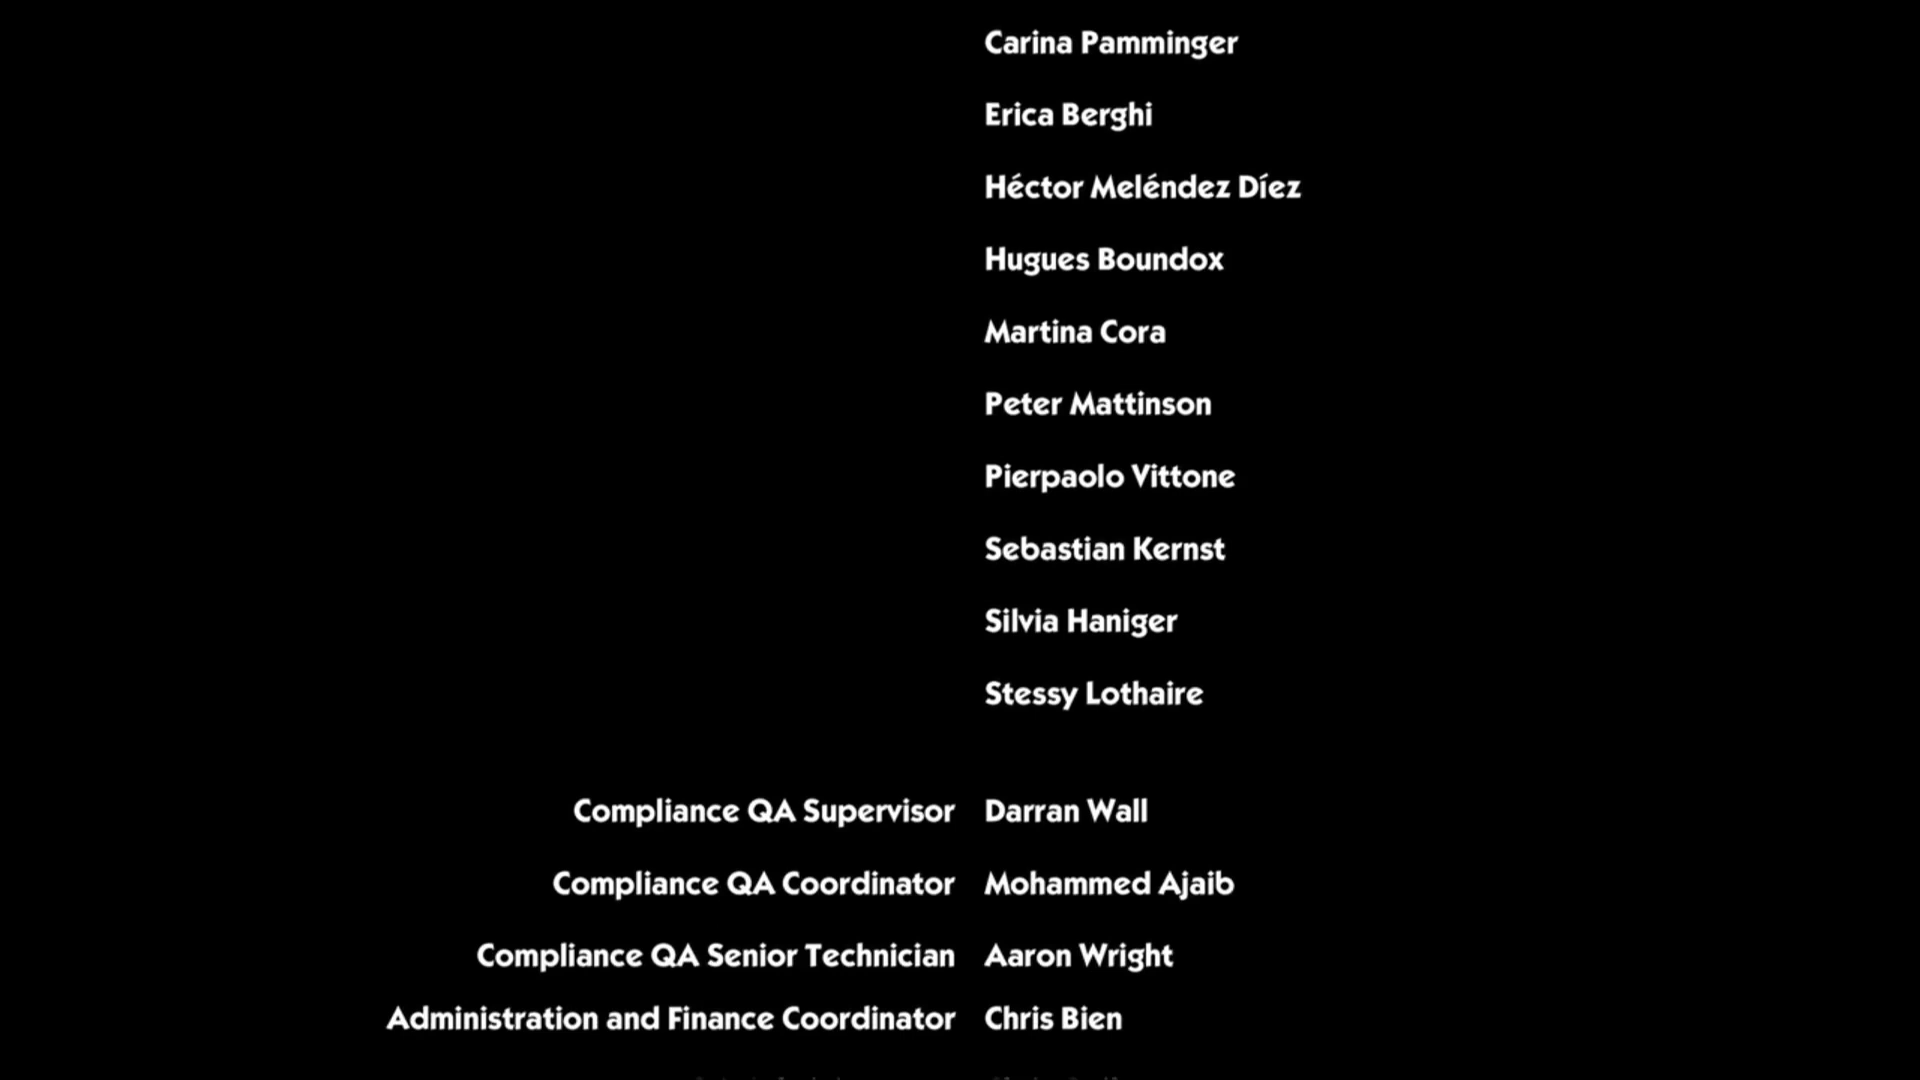 Carina Pamminger
Erica Berghi
Héctor Meléndez Díez
Hugues Boundox
Martina Cora
Peter Mattinson
Pierpaolo Vittone
Sebastian Kernst
Silvia Haniger
Stessy Lothaire
Compliance QA Supervisor Darran Wall
Compliance QA Coordinator Mohammed Ajaib
Compliance QA Senior Technician Aaron Wright
Administration and Finance Coordinator Chris Bien